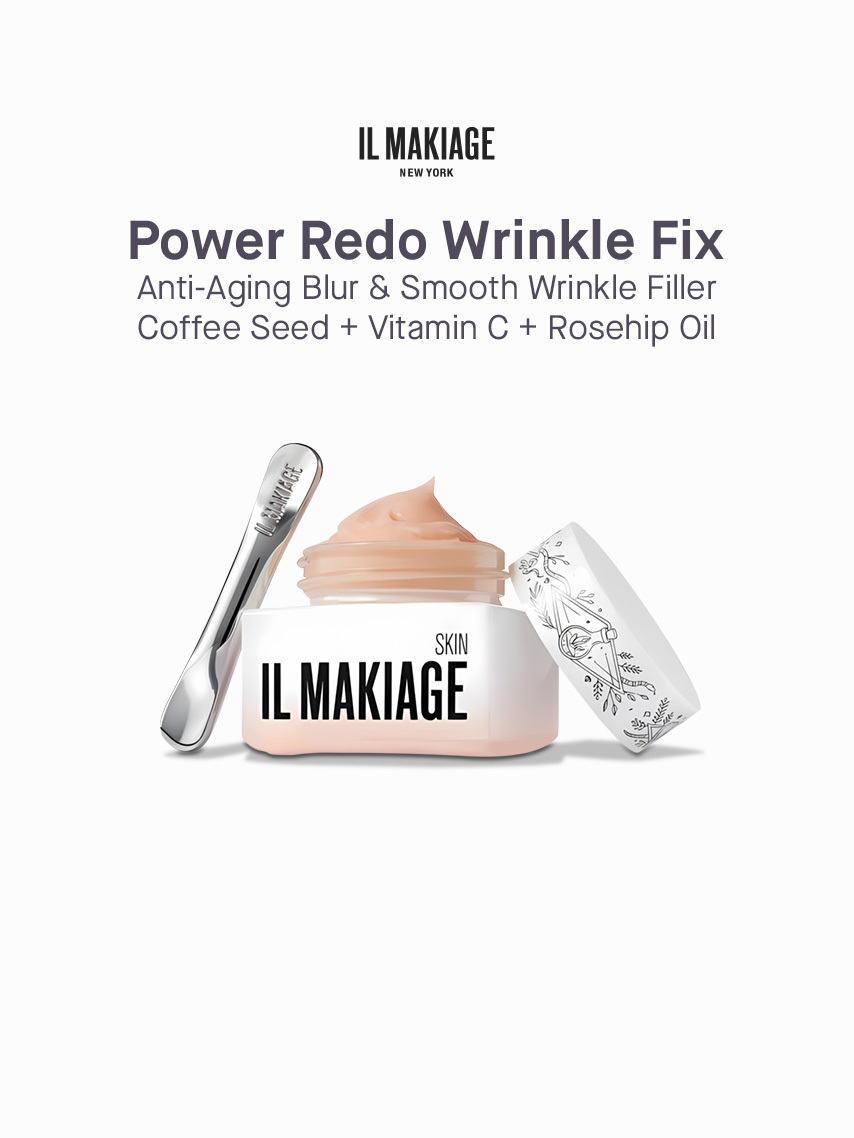 IL MAKIAGE
NEW YORK
Power Redo Wrinkle Fix
Anti-Aging Blur & Smooth Wrinkle Filler
Coffee Seed + Vitamin C + Rosehip Oil
IL MAKIAGE
SKIN
IL MAKIAGE